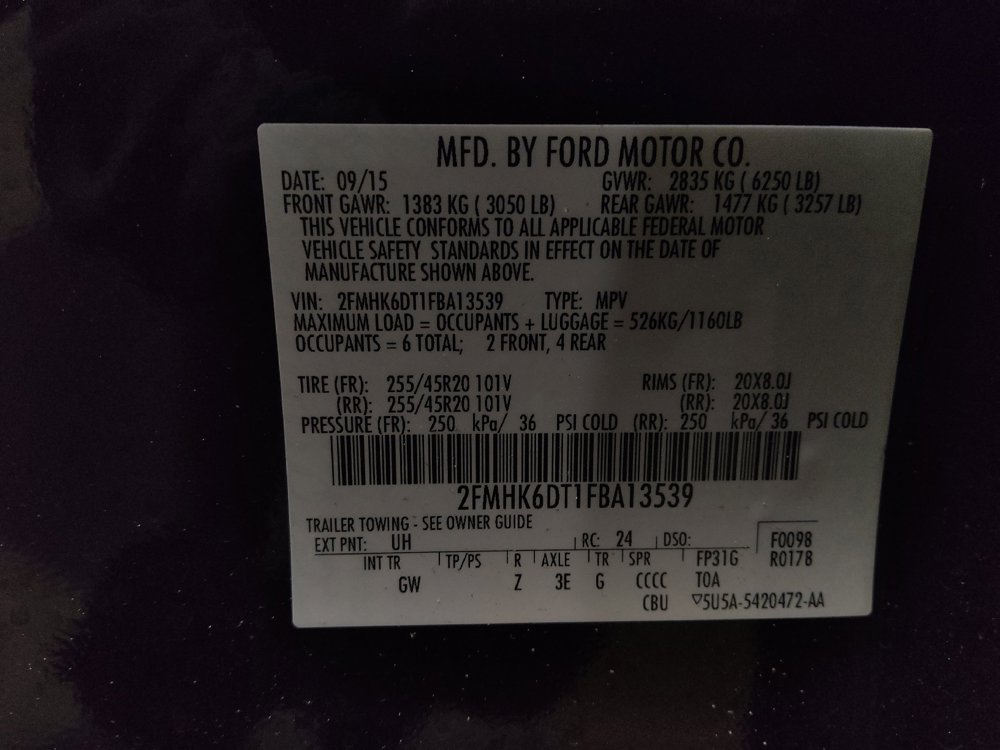 MFD. BY FORD MOTOR CO.
DATE: 09/15 GVWR: 2835 KG ( 6250 LB)
FRONT GAWR: 1383 KG ( 3050 LB) REAR GAWR: 1477 KG ( 3257 LB)
THIS VEHICLE CONFORMS TO ALL APPLICABLE FEDERAL MOTOR
VEHICLE SAFETY STANDARDS IN EFFECT ON THE DATE OF
MANUFACTURE SHOWN ABOVE.
VIN: 2FMHK6DT1FBA13539 TYPE: MPV
MAXIMUM LOAD = OCCUPANTS + LUGGAGE = 526KG/1160LB
OCCUPANTS = 6 TOTAL; 2 FRONT, 4 REAR
TIRE (FR): 255/45R20 101V RIMS (FR): 20X8.0J
(RR): 255/45R20 101V (RR): 20X8.0J
PRESSURE (FR): 250 kPa/ 36 PSI COLD (RR): 250 kPa/ 36 PSI COLD
2FMHK6DT1FBA13539
TRAILER TOWING - SEE OWNER GUIDE
EXT PNT: UH RC: 24 DSO: F0098
INT TR TP/PS R AXLE TR SPR FP31G R0178
GW Z 3E G CCCC TOA
CBU ▽5U5A-5420472-AA